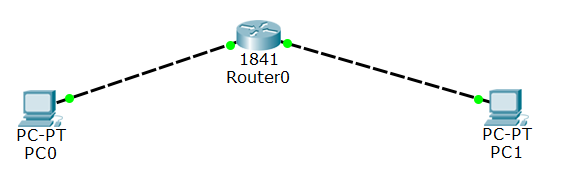 1841
Router0
PC-PT
PC0
PC-PT
PC1